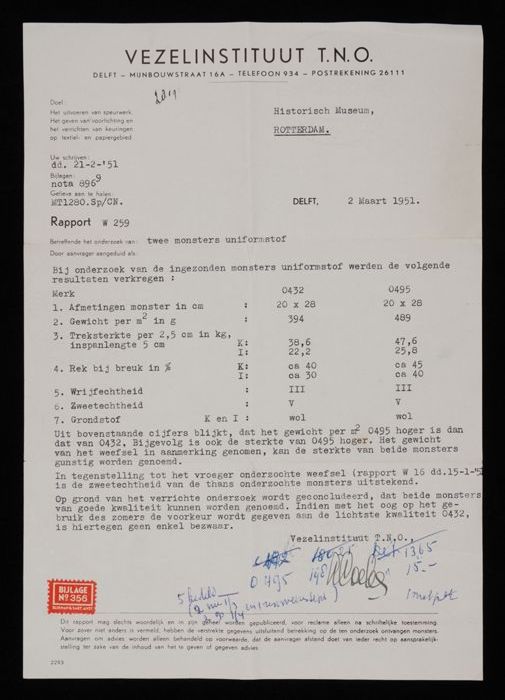 VEZELINSTITUUT T.N.O.
DELFT – MIJNBOUWSTRAAT 16A – TELEFOON 934 – POSTREKENING 26111
Doel:
Het uitvoeren van speurwerk.
Het geven van voorlichting en
het verrichten van keuringen
op textiel- en papiergebied.
Historisch Museum,
ROTTERDAM.
Uw schrijven:
dd. 21-2-'51
Bijlagen:
nota 8969
Gelieve aan te halen:
MT1280.Sp/CN.
DELFT, 2 Maart 1951.
Rapport W 259
Betreffende het onderzoek van: twee monsters uniformstof
Door aanvrager aangeduid als:
Bij onderzoek van de ingezonden monsters uniformstof werden de volgende
resultaten verkregen :
Merk 0432 0495
1. Afmetingen monster in cm : 20 x 28 20 x 28
2. Gewicht per m2 in g : 394 489
3. Treksterkte per 2,5 cm in kg,
inspanlengte 5 cm K: 38,6 47,6
I: 22,2 25,8
4. Rek bij breuk in % K: ca 40 ca 45
I: ca 30 ca 40
5. Wrijfechtheid : III III
6. Zweetechtheid : V V
7. Grondstof K en I : wol wol
Uit bovenstaande cijfers blijkt, dat het gewicht per m2 0495 hoger is dan
dat van 0432. Bijgevolg is ook de sterkte van 0495 hoger. Het gewicht
van het weefsel in aanmerking genomen, kan de sterkte van beide monsters
gunstig worden genoemd.
In tegenstelling tot het vroeger onderzochte weefsel (rapport W 16 dd.15-1-'51
is de zweetechtheid van de thans onderzochte monsters uitstekend.
Op grond van het verrichte onderzoek wordt geconcludeerd, dat beide monsters
van goede kwaliteit kunnen worden genoemd. Indien met het oog op het ge-
bruik des zomers de voorkeur wordt gegeven aan de lichtste kwaliteit 0432,
is hiertegen geen enkel bezwaar.
Vezelinstituut T.N.O.,
13,65
0495 15.-
BIJLAGE
No 356
Dit rapport mag slechts woordelijk en in zijn geheel worden gepubliceerd, voor reclame alleen na schriftelijke toestemming.
Voor zover niet anders is vermeld, hebben de verstrekte gegevens uitsluitend betrekking op de ten onderzoek ontvangen monsters.
Aanvragen om advies worden alleen behandeld op voorwaarde, dat de aanvrager afstand doet van ieder recht op aansprakelijk-
stelling ter zake van de inhoud van het te geven of gegeven advies.
2293